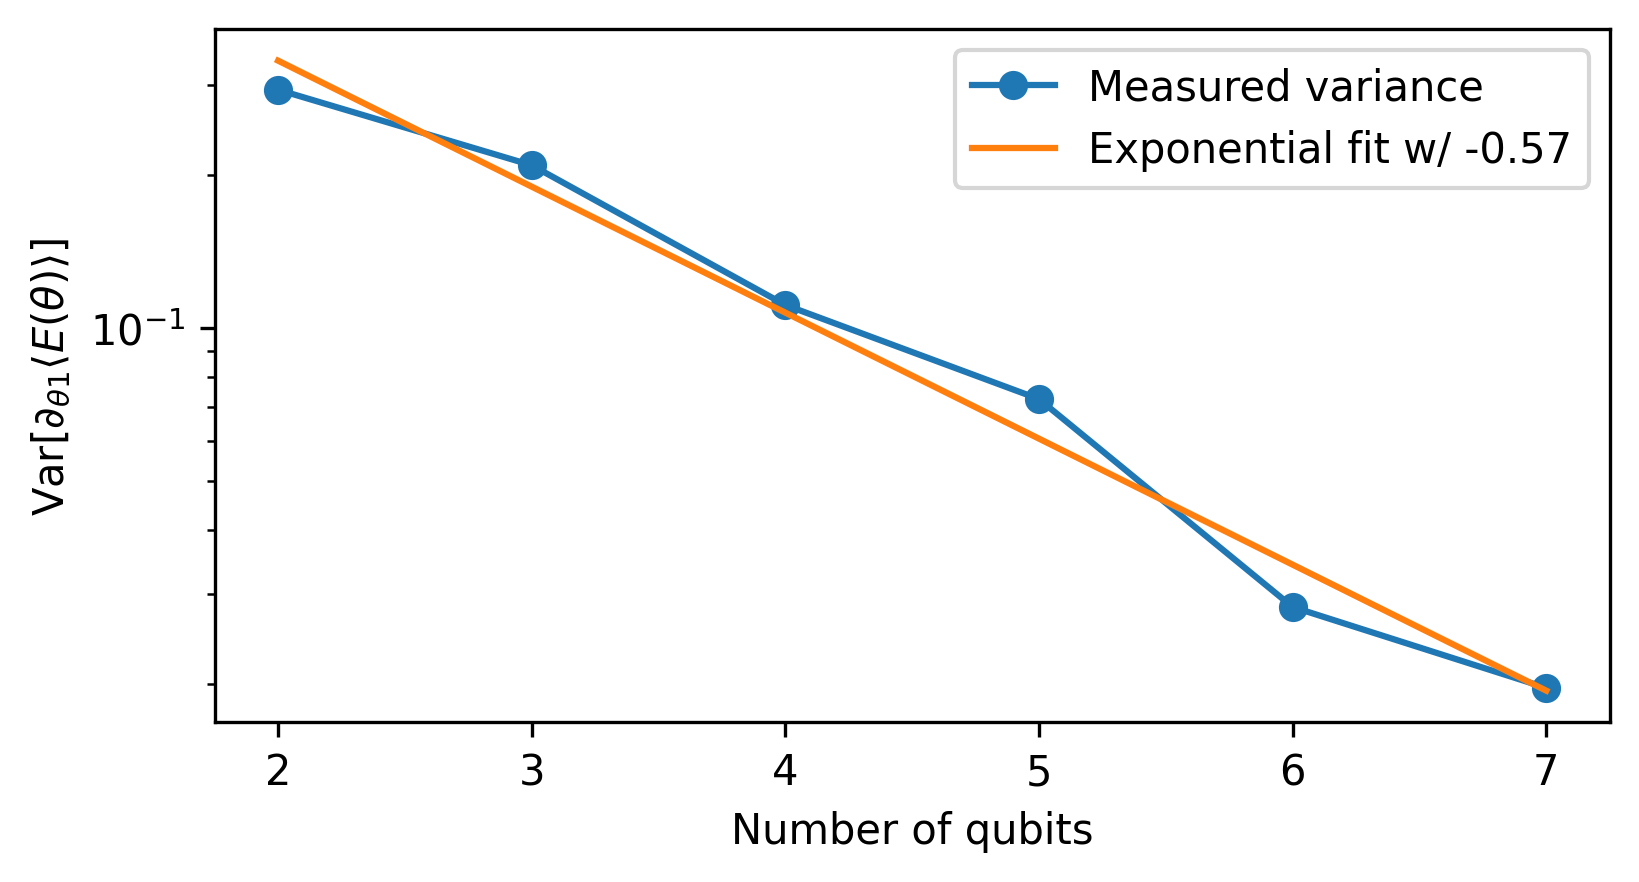 Measured variance
Exponential fit w/ -0.57
Var[∂θ1⟨E(θ)⟩]
10⁻¹
2 3 4 5 6 7
Number of qubits